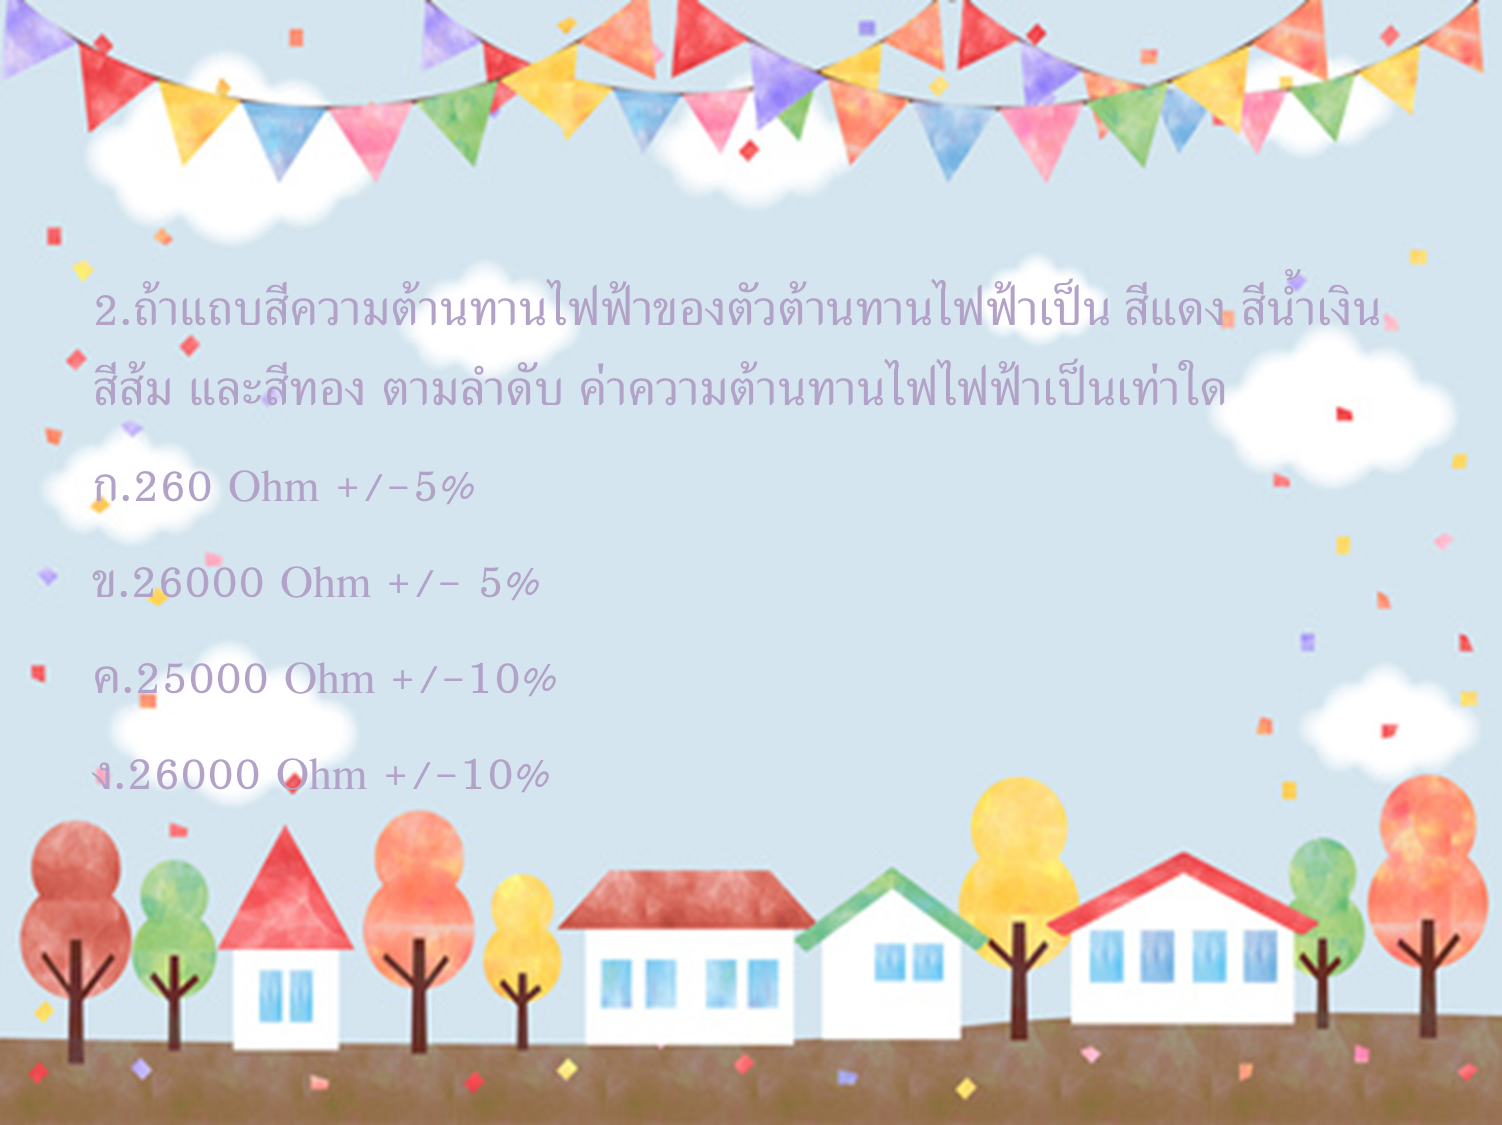 2.ถ้าแถบสีความต้านทานไฟฟ้าของตัวต้านทานไฟฟ้าเป็น สีแดง สีน้ำเงิน
สีส้ม และสีทอง ตามลำดับ ค่าความต้านทานไฟไฟฟ้าเป็นเท่าใด
ก.260 Ohm +/-5%
ข.26000 Ohm +/- 5%
ค.25000 Ohm +/-10%
ง.26000 Ohm +/-10%